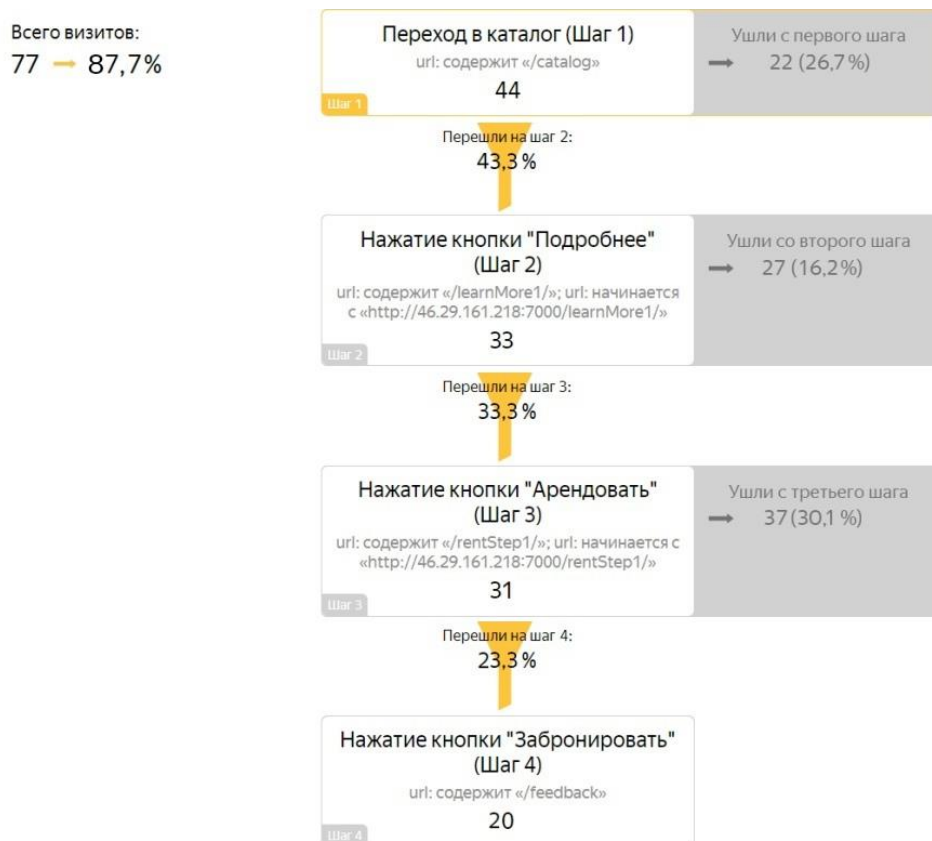 Всего визитов:
77 → 87,7%
Переход в каталог (Шаг 1)
url: содержит «/catalog»
44
Шаг 1
Ушли с первого шага
→ 22 (26,7%)
Перешли на шаг 2:
43,3 %
Нажатие кнопки "Подробнее"
(Шаг 2)
url: содержит «/learnMore1/»; url: начинается
с «http://46.29.161.218:7000/learnMore1/»
33
Шаг 2
Ушли со второго шага
→ 27 (16,2%)
Перешли на шаг 3:
33,3 %
Нажатие кнопки "Арендовать"
(Шаг 3)
url: содержит «/rentStep1/»; url: начинается с
«http://46.29.161.218:7000/rentStep1/»
31
Шаг 3
Ушли с третьего шага
→ 37 (30,1 %)
Перешли на шаг 4:
23,3 %
Нажатие кнопки "Забронировать"
(Шаг 4)
url: содержит «/feedback»
20
Шаг 4